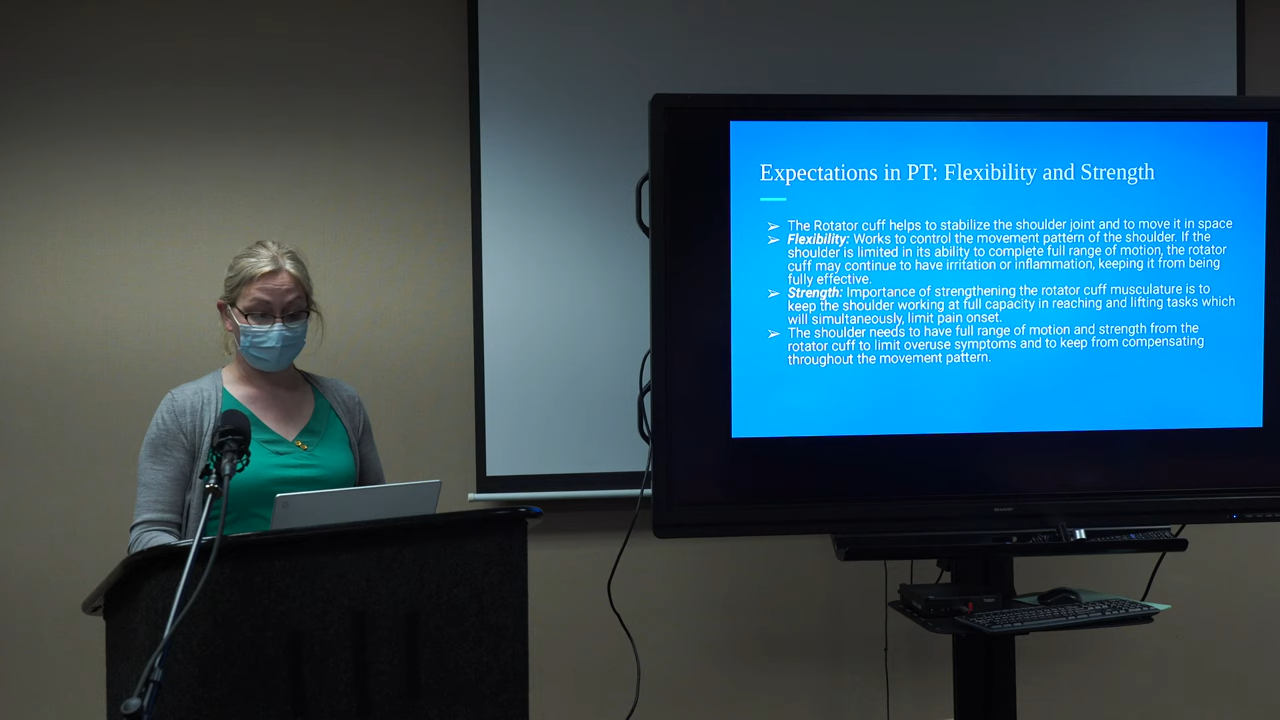 Expectations in PT: Flexibility and Strength
➢ The Rotator cuff helps to stabilize the shoulder joint and to move it in space
➢ Flexibility: Works to control the movement pattern of the shoulder. If the
shoulder is limited in its ability to complete full range of motion, the rotator
cuff may continue to have irritation or inflammation, keeping it from being
fully effective.
➢ Strength: Importance of strengthening the rotator cuff musculature is to
keep the shoulder working at full capacity in reaching and lifting tasks which
will simultaneously, limit pain onset.
➢ The shoulder needs to have full range of motion and strength from the
rotator cuff to limit overuse symptoms and to keep from compensating
throughout the movement pattern.
SHARP